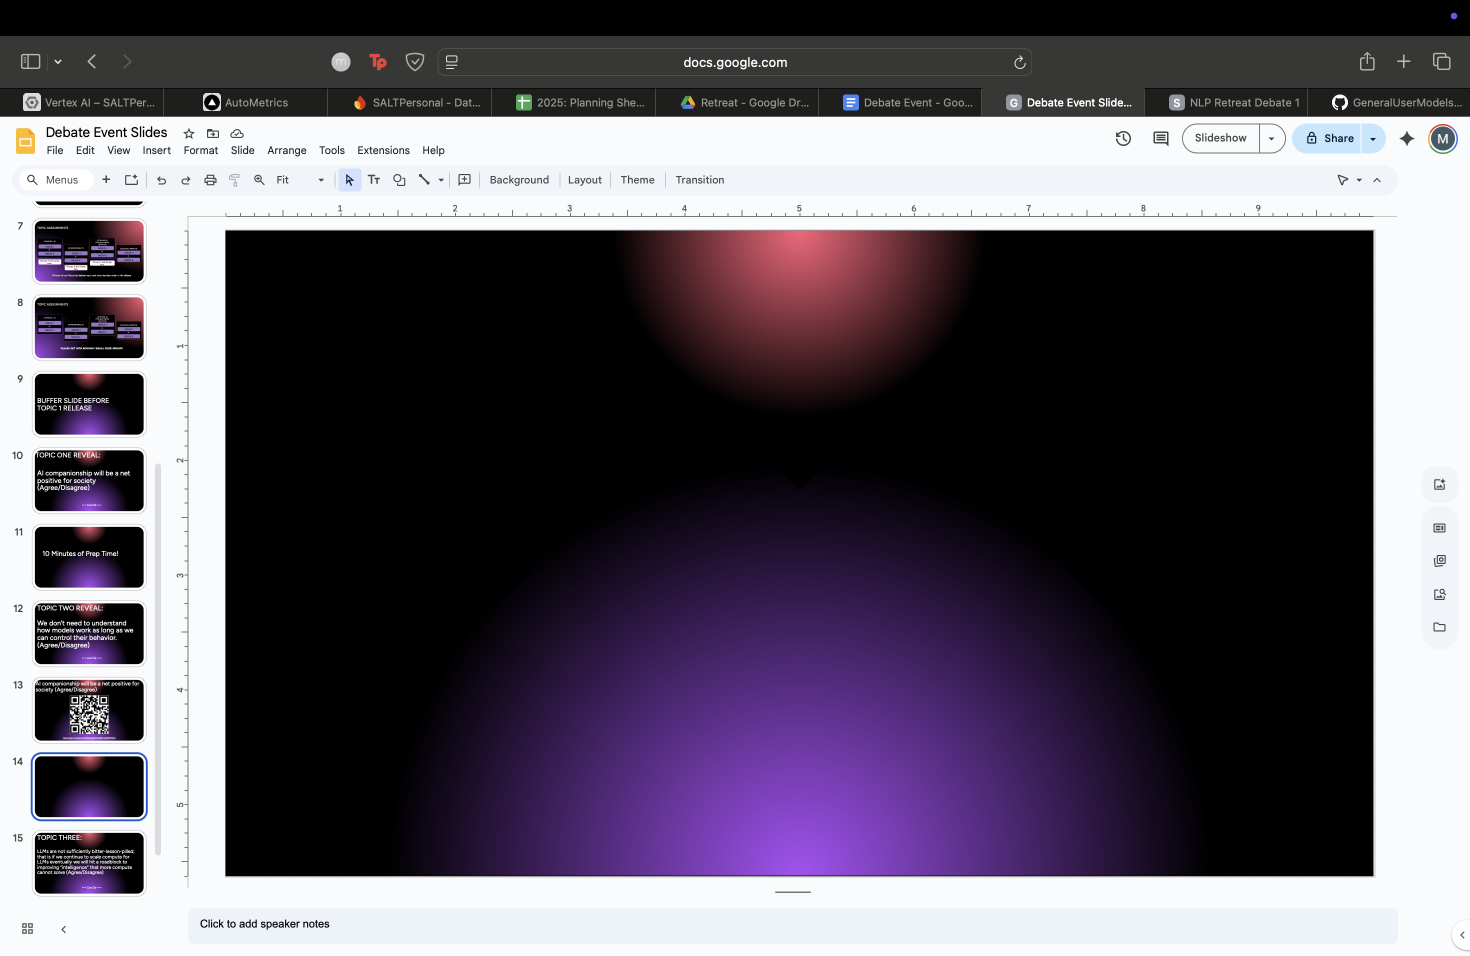 docs.google.com
Vertex AI – SALTPer...
AutoMetrics
SALTPersonal - Dat...
2025: Planning She...
Retreat - Google Dr...
Debate Event - Goo...
Debate Event Slide...
NLP Retreat Debate 1
GeneralUserModels...
Debate Event Slides
File Edit View Insert Format Slide Arrange Tools Extensions Help
Slideshow
Share
M
Menus
Fit
Background
Layout
Theme
Transition
1 2 3 4 5 6 7 8 9
1
2
3
4
5
7
TOPIC ASSIGNMENTS
8
TOPIC ASSIGNMENTS
9
BUFFER SLIDE BEFORE
TOPIC 1 RELEASE
10
TOPIC ONE REVEAL:
AI companionship will be a net
positive for society
(Agree/Disagree)
11
10 Minutes of Prep Time!
12
TOPIC TWO REVEAL:
We don't need to understand
how models work as long as we
can control their behavior.
(Agree/Disagree)
13
AI companionship will be a net positive for
society (Agree/Disagree)
14
15
TOPIC THREE:
LLMs are not sufficiently bitter-lesson-pilled;
that is if we continue to scale compute for
LLMs eventually we will hit a roadblock to
improving "intelligence" that more compute
cannot solve (Agree/Disagree)
Click to add speaker notes